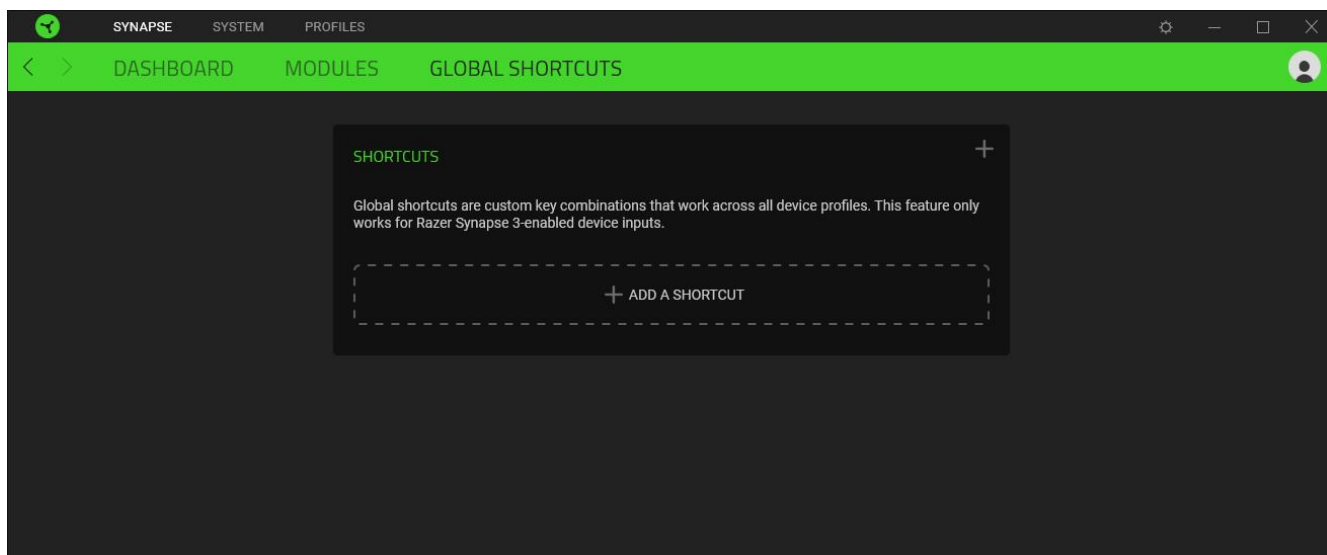 SYNAPSE SYSTEM PROFILES
DASHBOARD MODULES GLOBAL SHORTCUTS
SHORTCUTS
Global shortcuts are custom key combinations that work across all device profiles. This feature only
works for Razer Synapse 3-enabled device inputs.
ADD A SHORTCUT